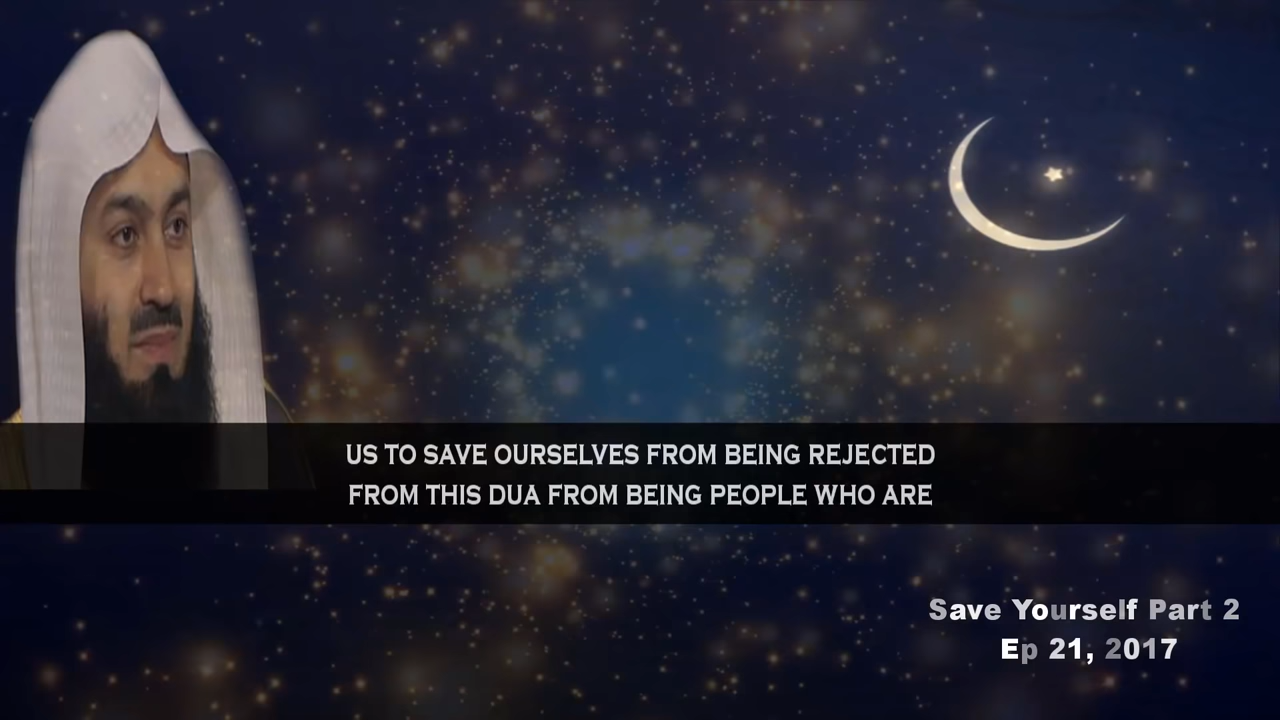 US TO SAVE OURSELVES FROM BEING REJECTED
FROM THIS DUA FROM BEING PEOPLE WHO ARE
Save Yourself Part 2
Ep 21, 2017